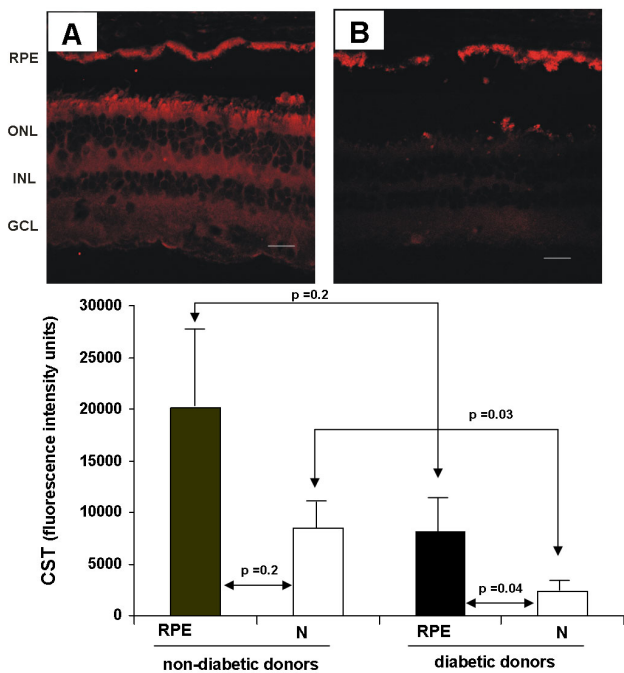 A
B
RPE
ONL
INL
GCL
p =0.2
30000
25000
20000
15000
10000
5000
0
CST (fluorescence intensity units)
p =0.03
p =0.2
p =0.04
RPE
N
RPE
N
non-diabetic donors
diabetic donors